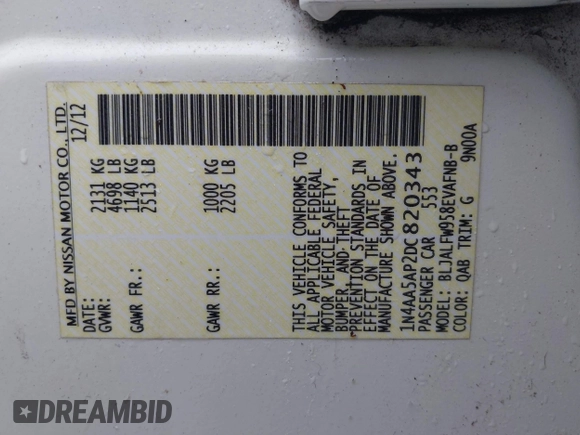 MFD BY NISSAN MOTOR CO., LTD.
12/12
GVWR: 2131 KG
4698 LB
GAWR FR.: 1140 KG
2513 LB
GAWR RR.: 1000 KG
2205 LB
THIS VEHICLE CONFORMS TO
ALL APPLICABLE FEDERAL
MOTOR VEHICLE SAFETY,
BUMPER, AND THEFT
PREVENTION STANDARDS IN
EFFECT ON THE DATE OF
MANUFACTURE SHOWN ABOVE.
1N4AA5AP2DC820343
PASSENGER CAR 553
MODEL: BLJALFW958EVAFNB-B
COLOR: QAB TRIM: G 9N00A
DREAMBID